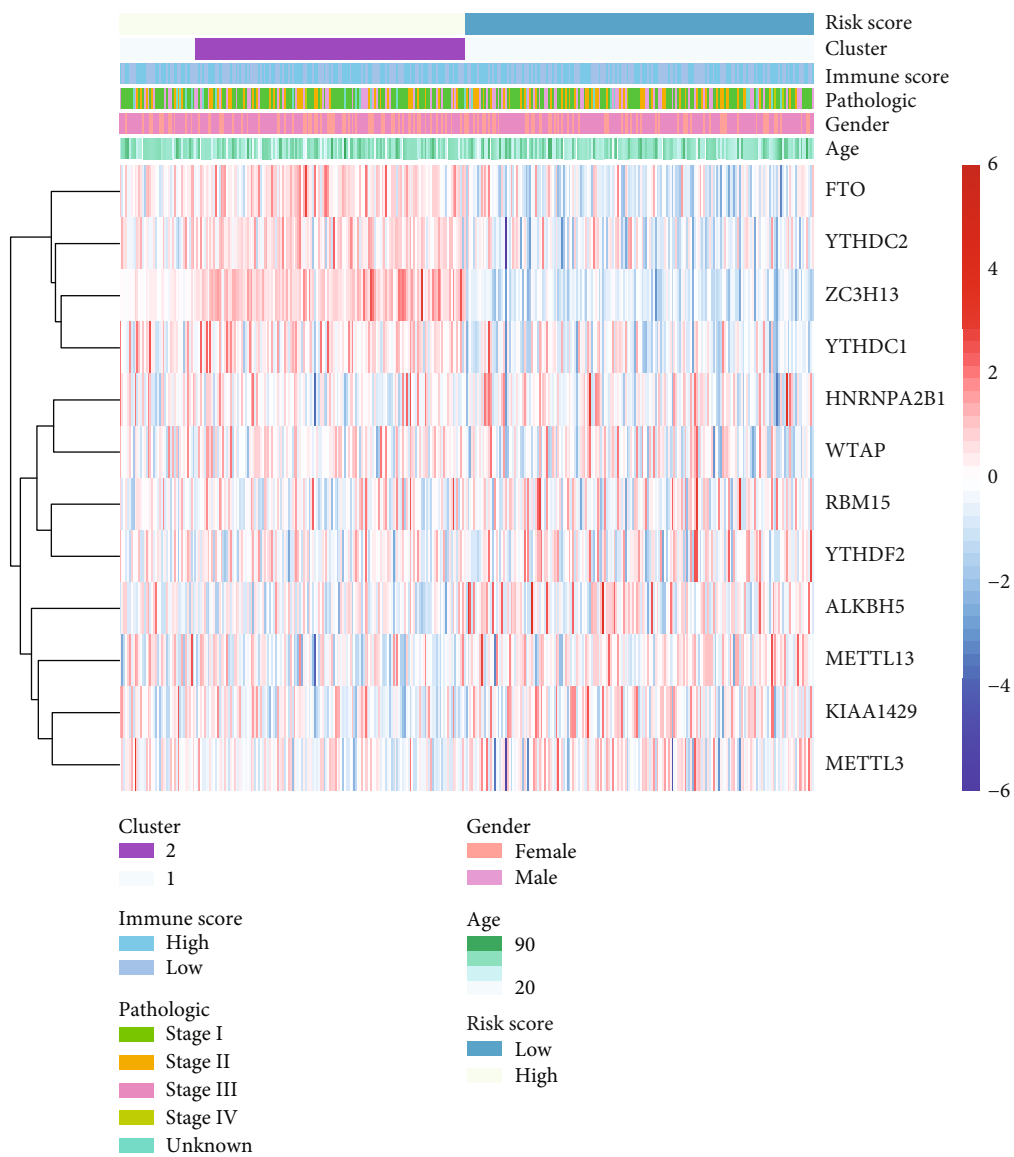 Risk score
Cluster
Immune score
Pathologic
Gender
Age
FTO
YTHDC2
ZC3H13
YTHDC1
HNRNPA2B1
WTAP
RBM15
YTHDF2
ALKBH5
METTL13
KIAA1429
METTL3
6
4
2
0
−2
−4
−6
Cluster
2
1
Immune score
High
Low
Pathologic
Stage I
Stage II
Stage III
Stage IV
Unknown
Gender
Female
Male
Age
90
20
Risk score
Low
High